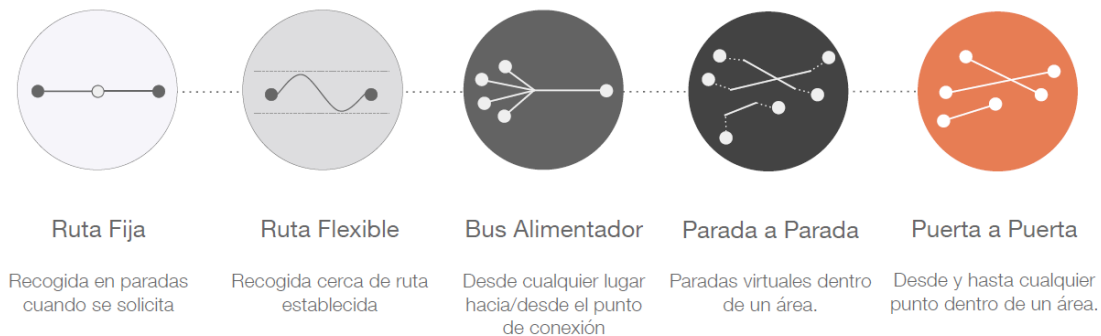 Ruta Fija
Recogida en paradas
cuando se solicita
Ruta Flexible
Recogida cerca de ruta
establecida
Bus Alimentador
Desde cualquier lugar
hacia/desde el punto
de conexión
Parada a Parada
Paradas virtuales dentro
de un área.
Puerta a Puerta
Desde y hasta cualquier
punto dentro de un área.